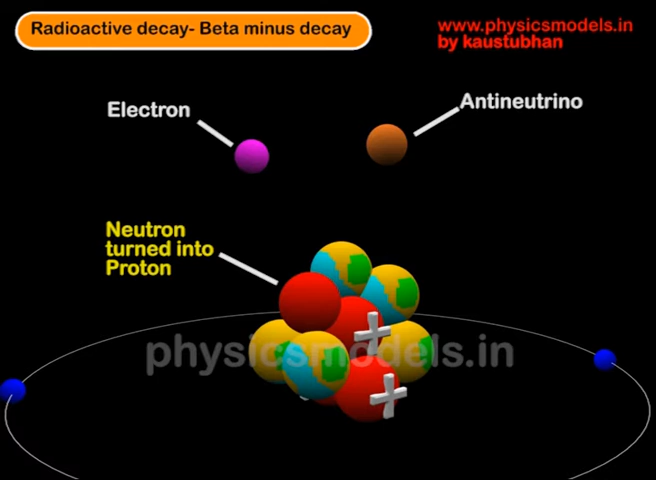 Radioactive decay- Beta minus decay
www.physicsmodels.in
by kaustubhan
Electron
Antineutrino
Neutron
turned into
Proton
physicsmodels.in